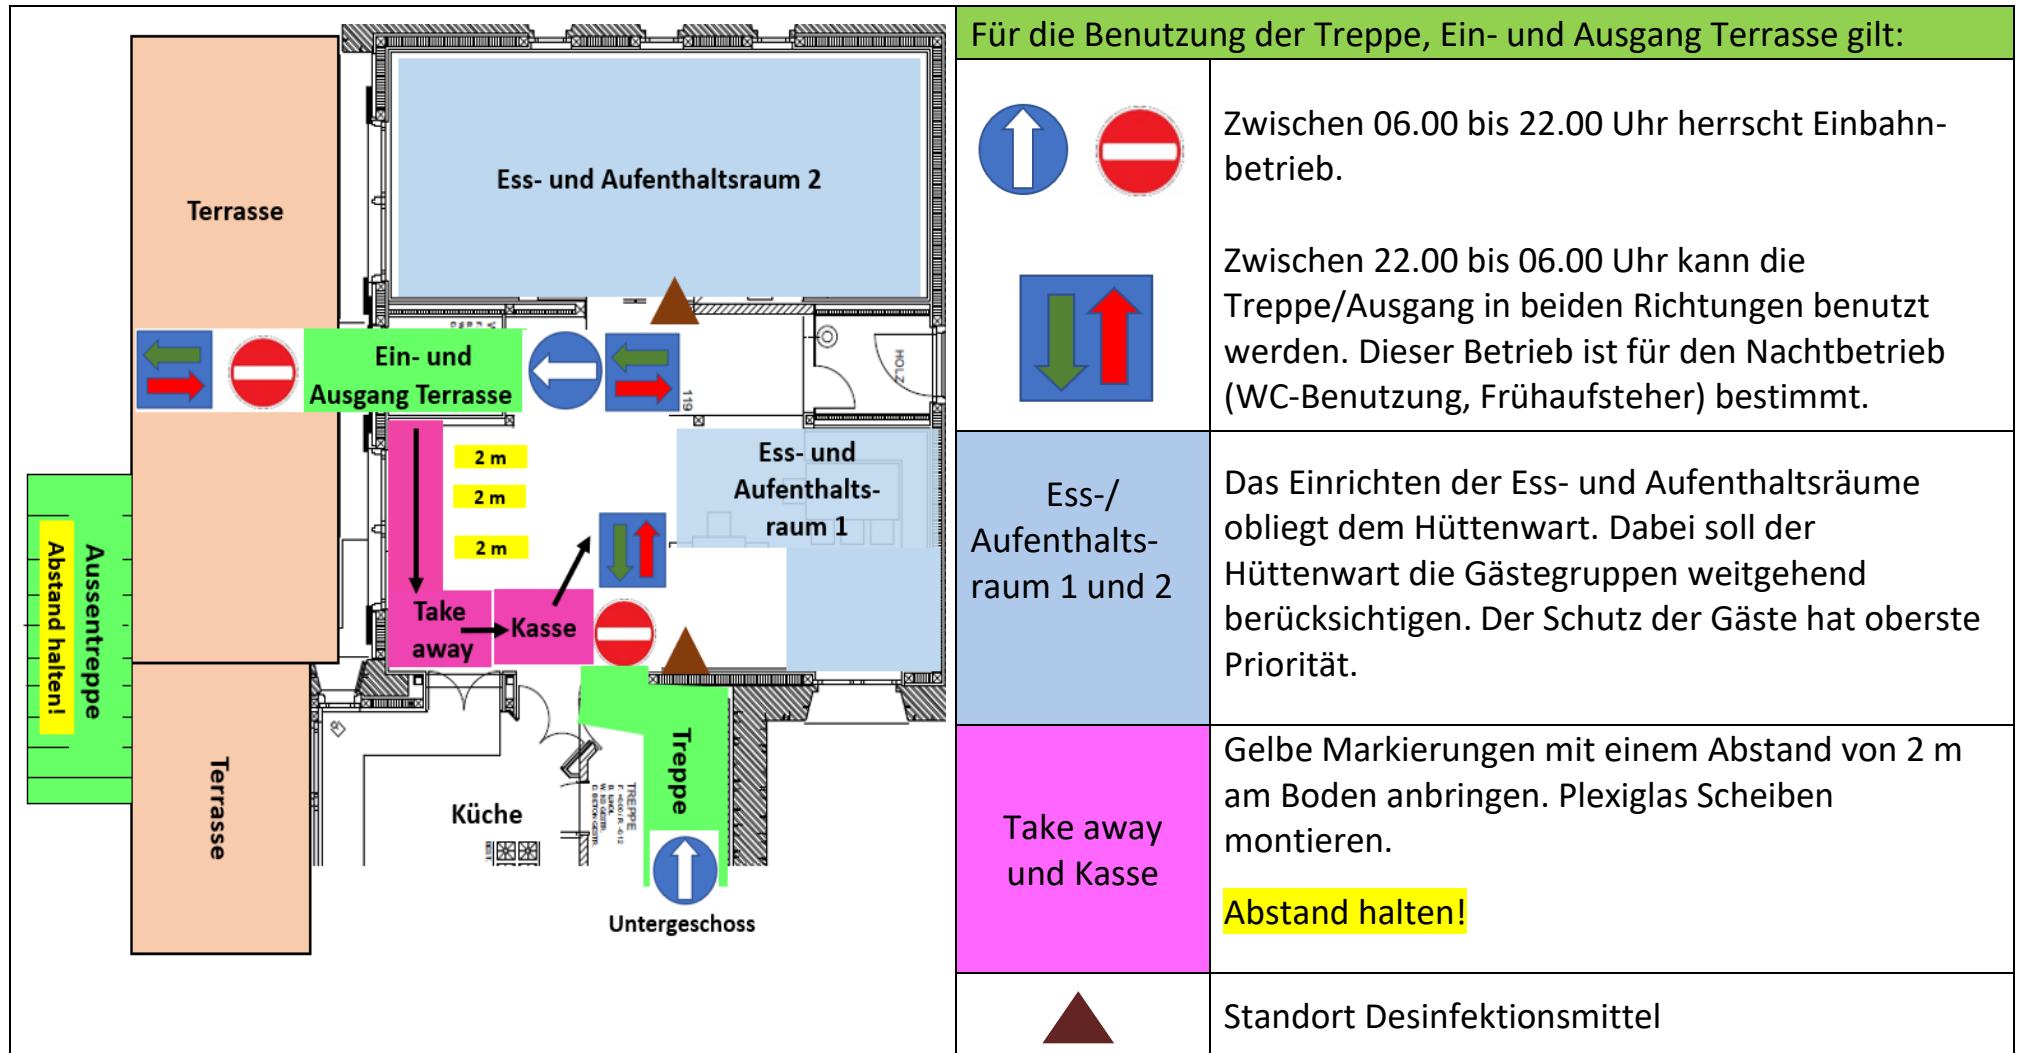 Für die Benutzung der Treppe, Ein- und Ausgang Terrasse gilt:
Zwischen 06.00 bis 22.00 Uhr herrscht Einbahn-
betrieb.
Zwischen 22.00 bis 06.00 Uhr kann die
Treppe/Ausgang in beiden Richtungen benutzt
werden. Dieser Betrieb ist für den Nachtbetrieb
(WC-Benutzung, Frühaufsteher) bestimmt.
Ess-/
Aufenthalts-
raum 1 und 2
Das Einrichten der Ess- und Aufenthaltsräume
obliegt dem Hüttenwart. Dabei soll der
Hüttenwart die Gästegruppen weitgehend
berücksichtigen. Der Schutz der Gäste hat oberste
Priorität.
Take away
und Kasse
Gelbe Markierungen mit einem Abstand von 2 m
am Boden anbringen. Plexiglas Scheiben
montieren.
Abstand halten!
Standort Desinfektionsmittel
Terrasse
Ess- und Aufenthaltsraum 2
Ein- und
Ausgang Terrasse
119
HOLZ
2 m
2 m
2 m
Ess- und
Aufenthalts-
raum 1
Take
away
Kasse
Aussentreppe
Abstand halten!
Terrasse
Küche
Treppe
TREPPE
Untergeschoss